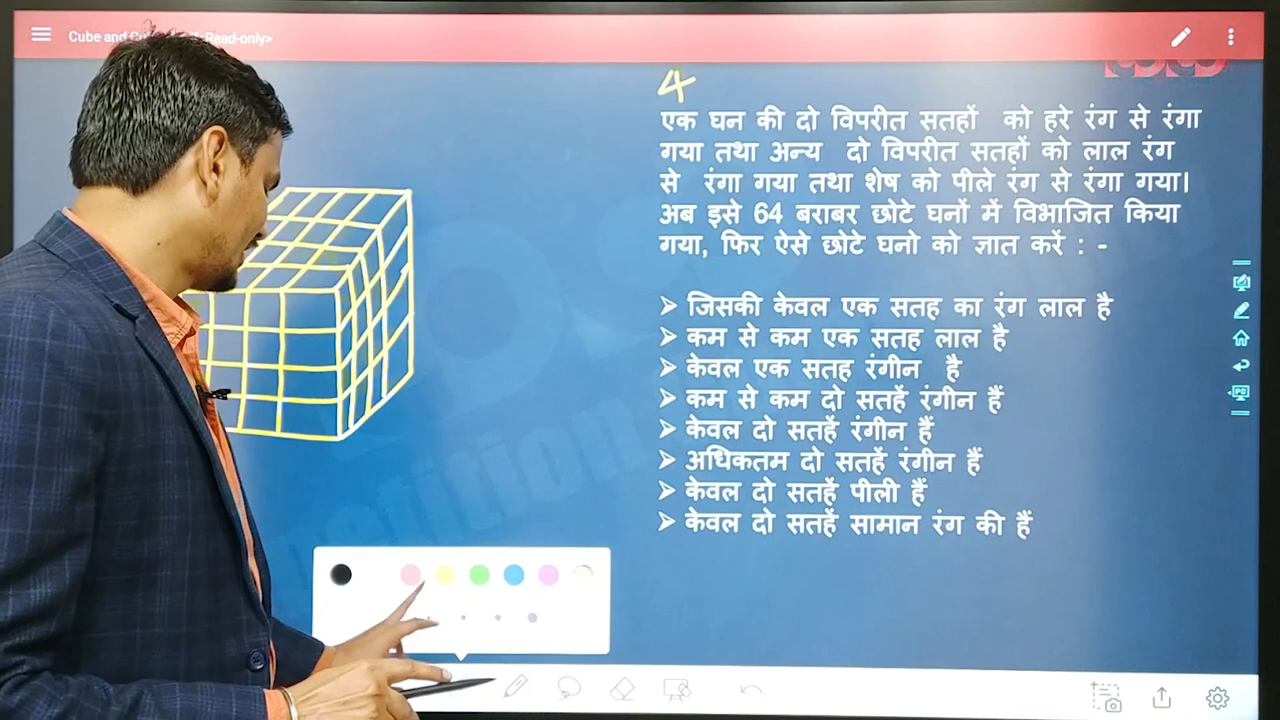 Cube and
Read-only>
4
एक घन की दो विपरीत सतहों को हरे रंग से रंगा
गया तथा अन्य दो विपरीत सतहों को लाल रंग
से रंगा गया तथा शेष को पीले रंग से रंगा गया।
अब इसे 64 बराबर छोटे घनों में विभाजित किया
गया, फिर ऐसे छोटे घनो को ज्ञात करें : -
➢ जिसकी केवल एक सतह का रंग लाल है
➢ कम से कम एक सतह लाल है
➢ केवल एक सतह रंगीन है
➢ कम से कम दो सतहें रंगीन हैं
➢ केवल दो सतहें रंगीन हैं
➢ अधिकतम दो सतहें रंगीन हैं
➢ केवल दो सतहें पीली हैं
➢ केवल दो सतहें सामान रंग की हैं
PC